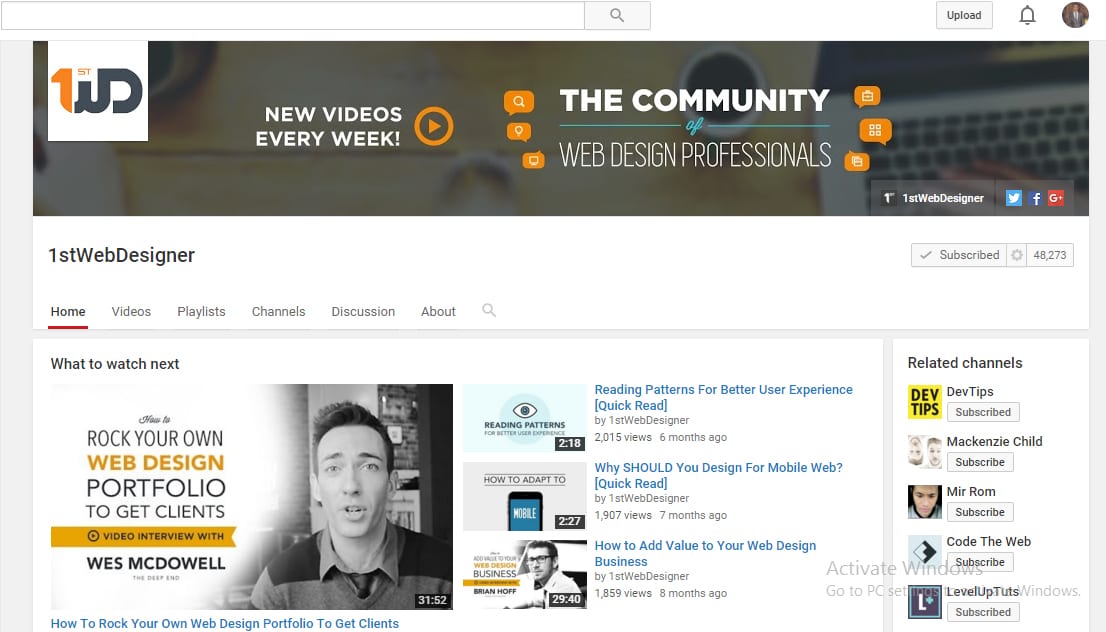 Upload
1ST
WD
NEW VIDEOS
EVERY WEEK!
THE COMMUNITY
of
WEB DESIGN PROFESSIONALS
1stWebDesigner
1stWebDesigner
Subscribed
48,273
Home
Videos
Playlists
Channels
Discussion
About
What to watch next
How to
ROCK YOUR OWN
WEB DESIGN
PORTFOLIO
TO GET CLIENTS
VIDEO INTERVIEW WITH
WES MCDOWELL
THE DEEP END
31:52
How To Rock Your Own Web Design Portfolio To Get Clients
READING PATTERNS
FOR BETTER USER EXPERIENCE
2:18
Reading Patterns For Better User Experience
[Quick Read]
by 1stWebDesigner
2,015 views 6 months ago
HOW TO ADAPT TO
MOBILE
2:27
Why SHOULD You Design For Mobile Web?
[Quick Read]
by 1stWebDesigner
1,907 views 7 months ago
How to
ADD VALUE TO YOUR
WEB DESIGN
BUSINESS
VIDEO INTERVIEW WITH
BRIAN HOFF
29:40
How to Add Value to Your Web Design
Business
by 1stWebDesigner
1,859 views 8 months ago
Related channels
DEV
TIPS
DevTips
Subscribed
Mackenzie Child
Subscribe
Mir Rom
Subscribe
Code The Web
Subscribe
L
LevelUpTuts
Subscribed
Activate Windows
Go to PC settings to activate Windows.